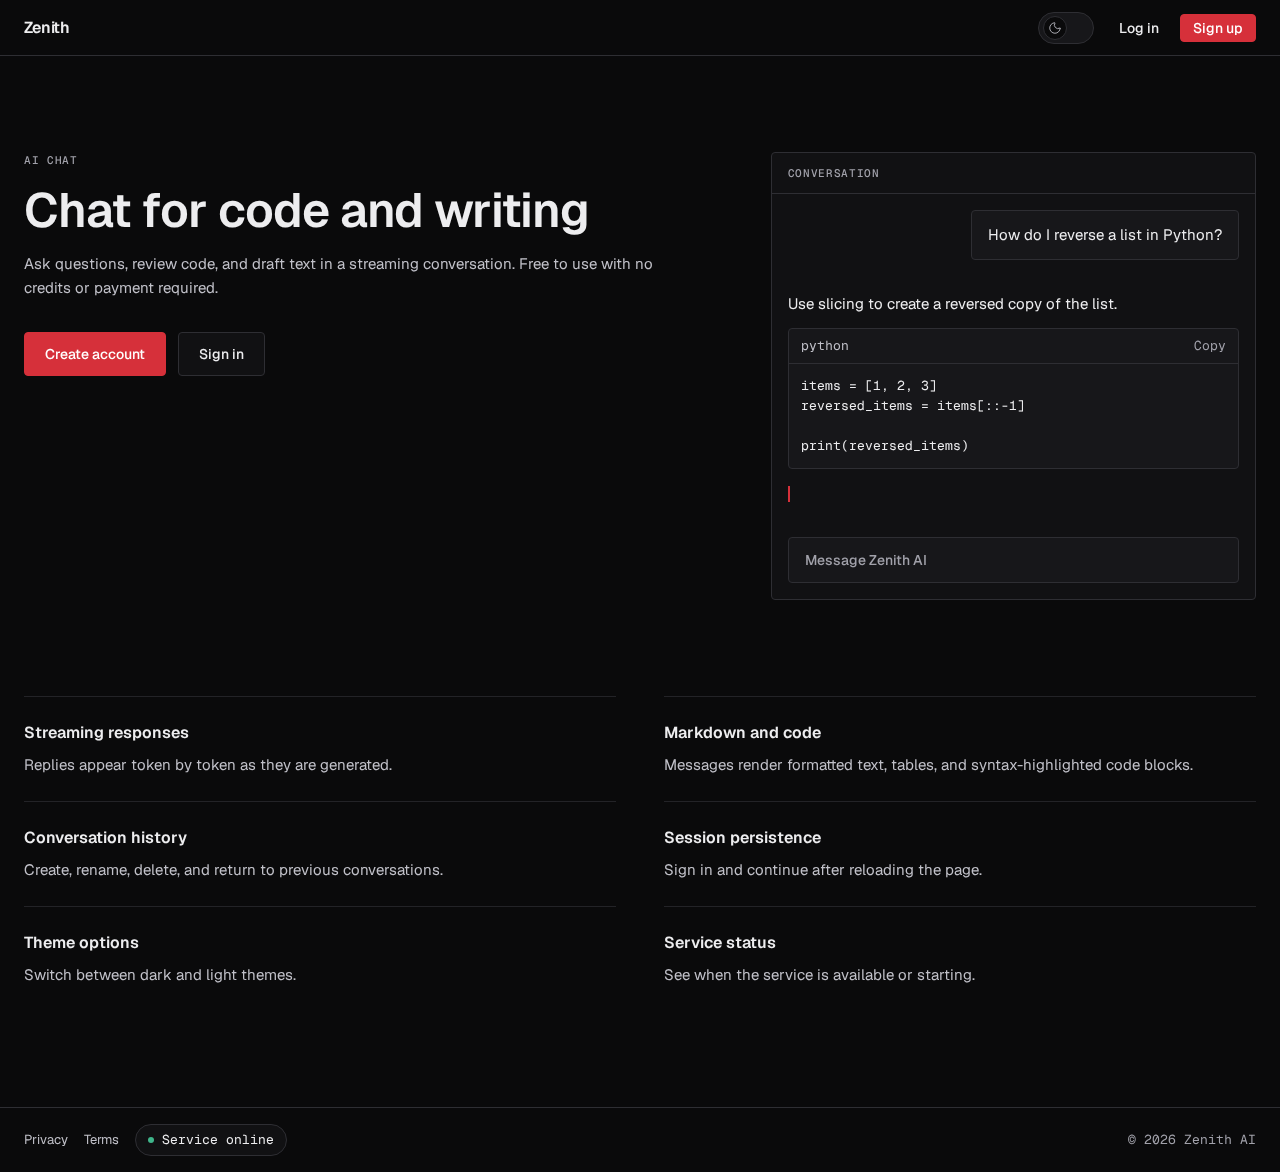 Zenith
Log in
Sign up
AI CHAT
Chat for code and writing
Ask questions, review code, and draft text in a streaming conversation. Free to use with no
credits or payment required.
Create account
Sign in
CONVERSATION
How do I reverse a list in Python?
Use slicing to create a reversed copy of the list.
python
Copy
items = [1, 2, 3]
reversed_items = items[::-1]
print(reversed_items)
Message Zenith AI
Streaming responses
Replies appear token by token as they are generated.
Markdown and code
Messages render formatted text, tables, and syntax-highlighted code blocks.
Conversation history
Create, rename, delete, and return to previous conversations.
Session persistence
Sign in and continue after reloading the page.
Theme options
Switch between dark and light themes.
Service status
See when the service is available or starting.
Privacy
Terms
Service online
© 2026 Zenith AI